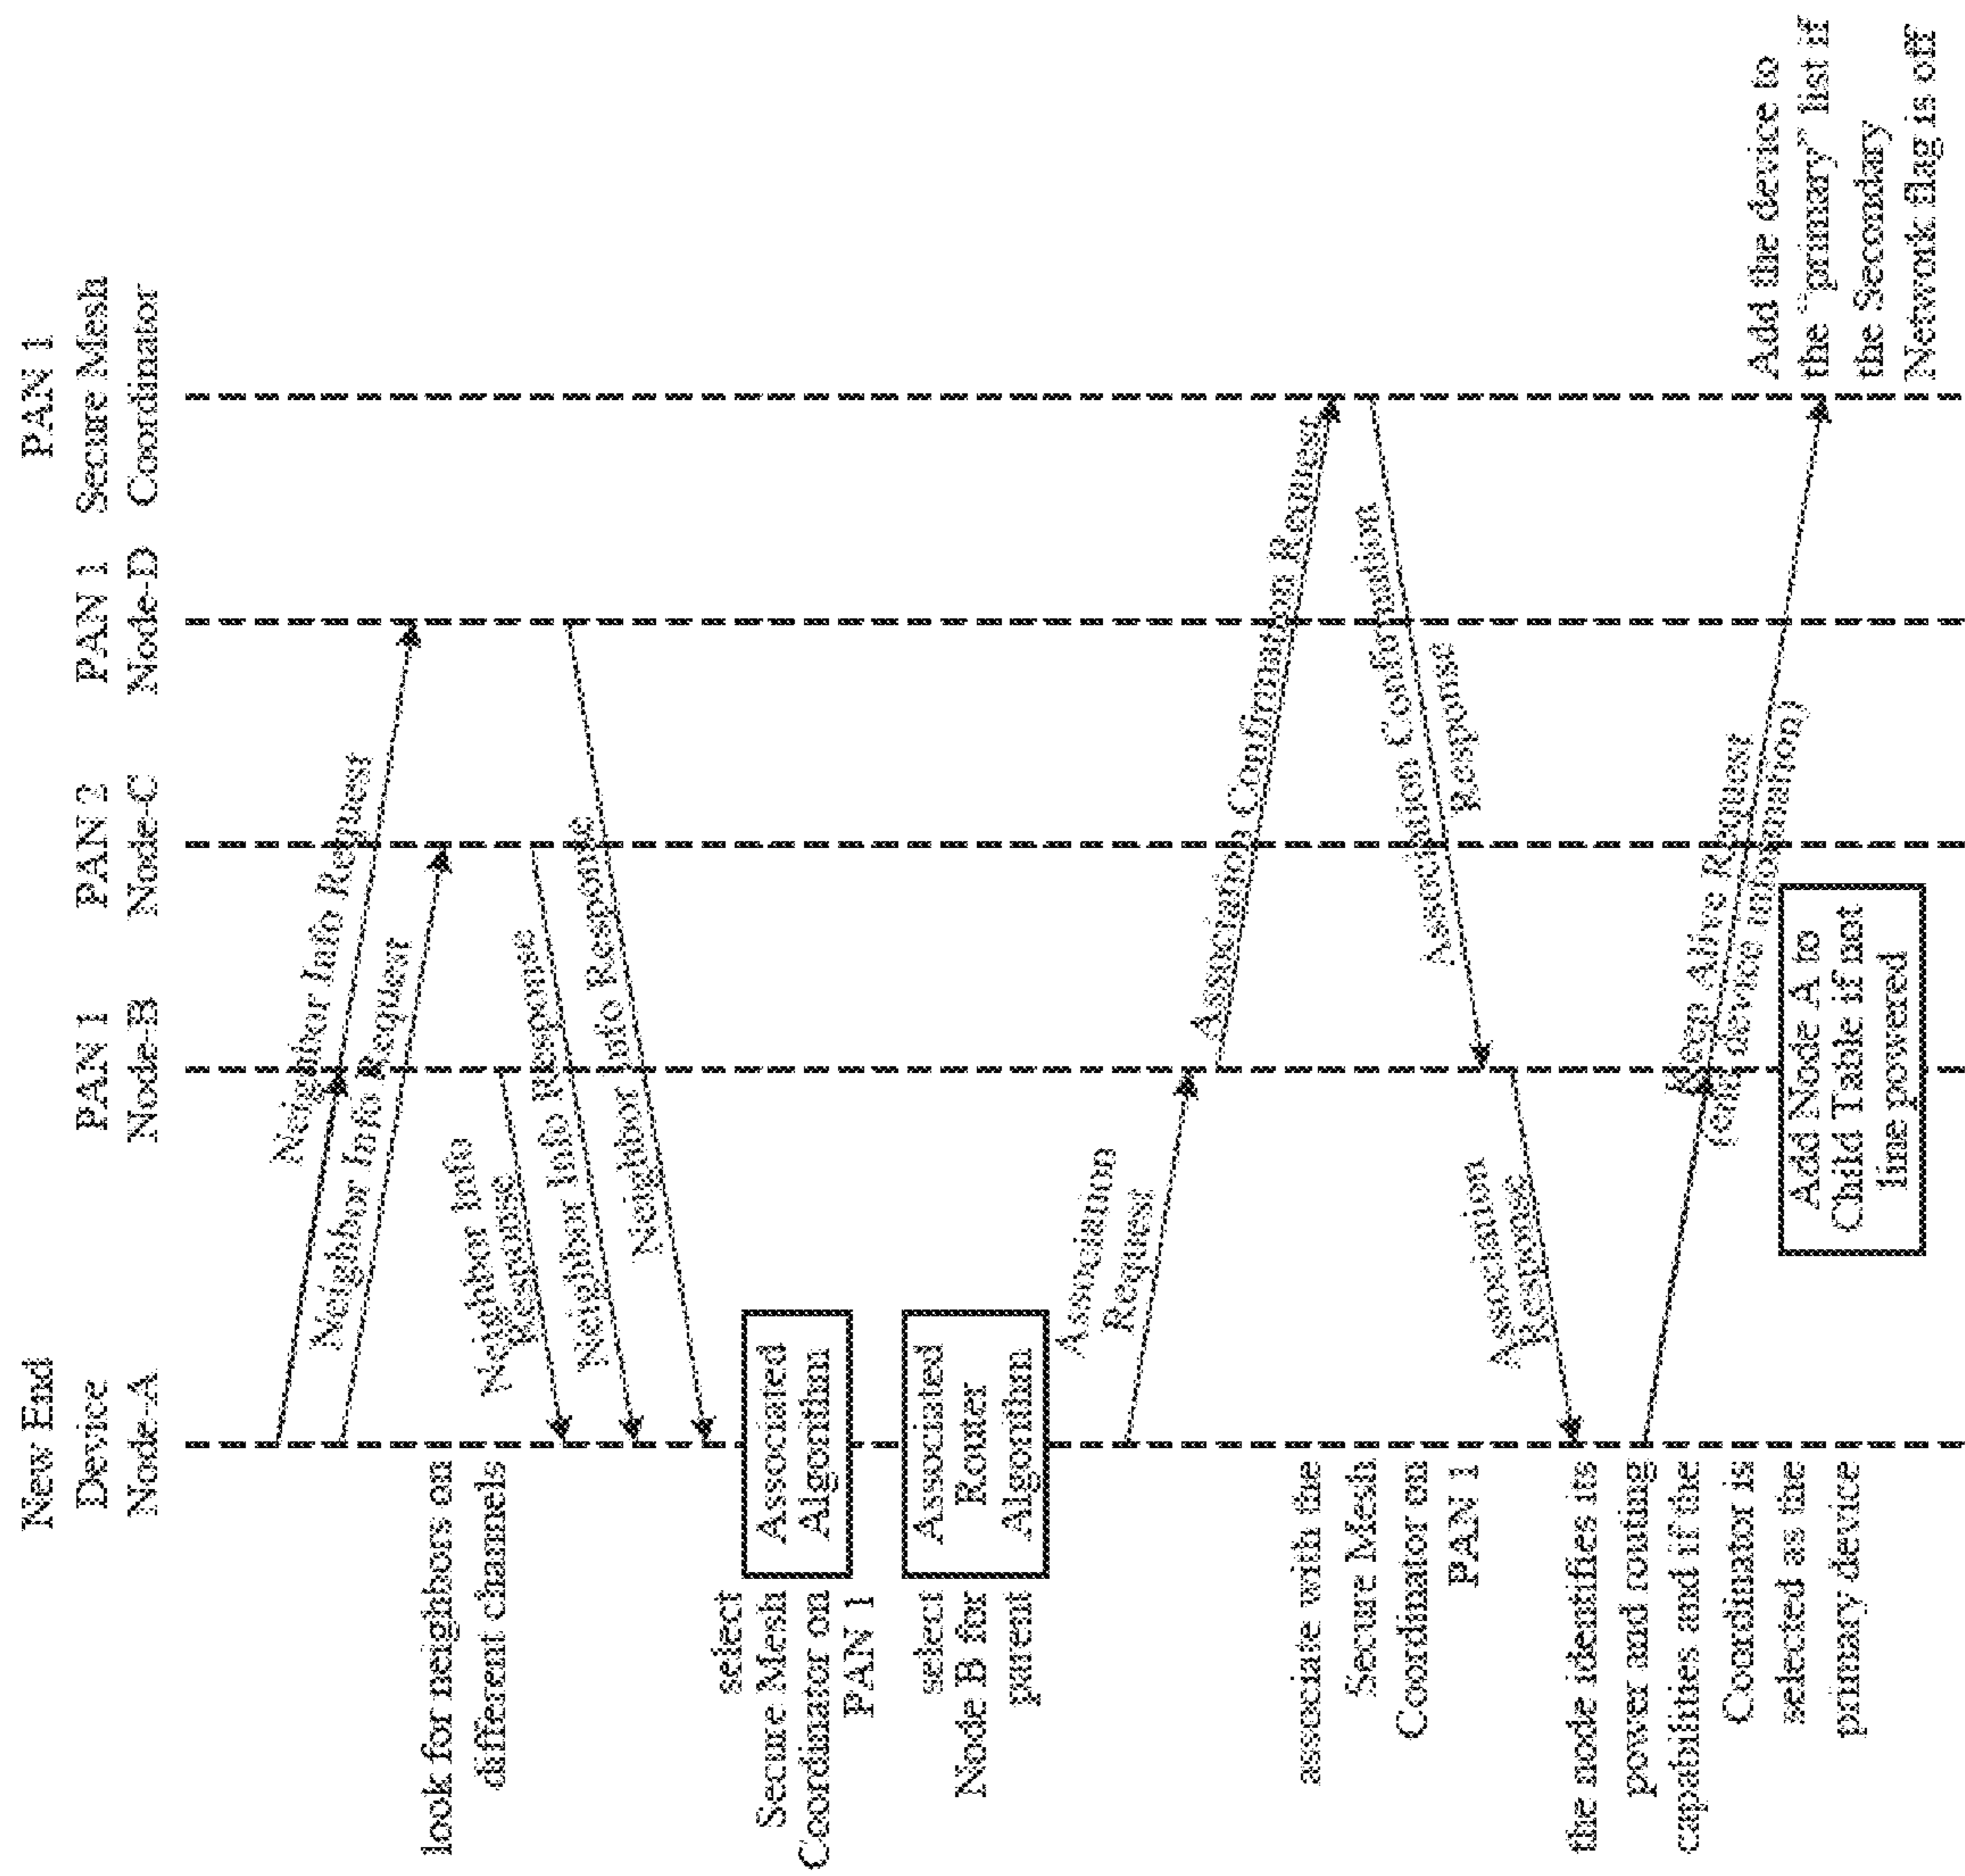 New End
Device
Node-A
PAN 1
Node-B
PAN 2
Node-C
PAN 1
Node-D
PAN 1
Secure Mesh
Coordinator
Neighbor Info Request
Neighbor Info Request
look for neighbors on
different channels
Neighbor Info
Response
Neighbor Info Response
Neighbor Info Response
select
Secure Mesh
Coordinator on
PAN 1
Associated
Algorithm
select
Node B for
parent
Associated
Router
Algorithm
Association
Request
Association Confirmation Request
associate with the
Secure Mesh
Coordinator on
PAN 1
Association Conformation
Response
Association
Response
the node identifies its
power and routing
capabilities and if the
Coordinator is
selected as the
primary device
Keep Alive Request
(end device information)
Add Node A to
Child Table if not
line powered
Add the device to
the "primary" list if
the Secondary
Network flag is off